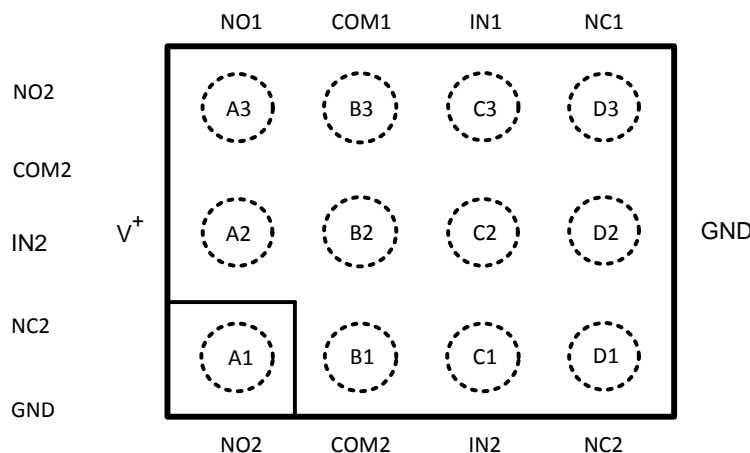 NO1 COM1 IN1 NC1
NO2 A3 B3 C3 D3
COM2
IN2 V+ A2 B2 C2 D2 GND
NC2
A1 B1 C1 D1
GND
NO2 COM2 IN2 NC2